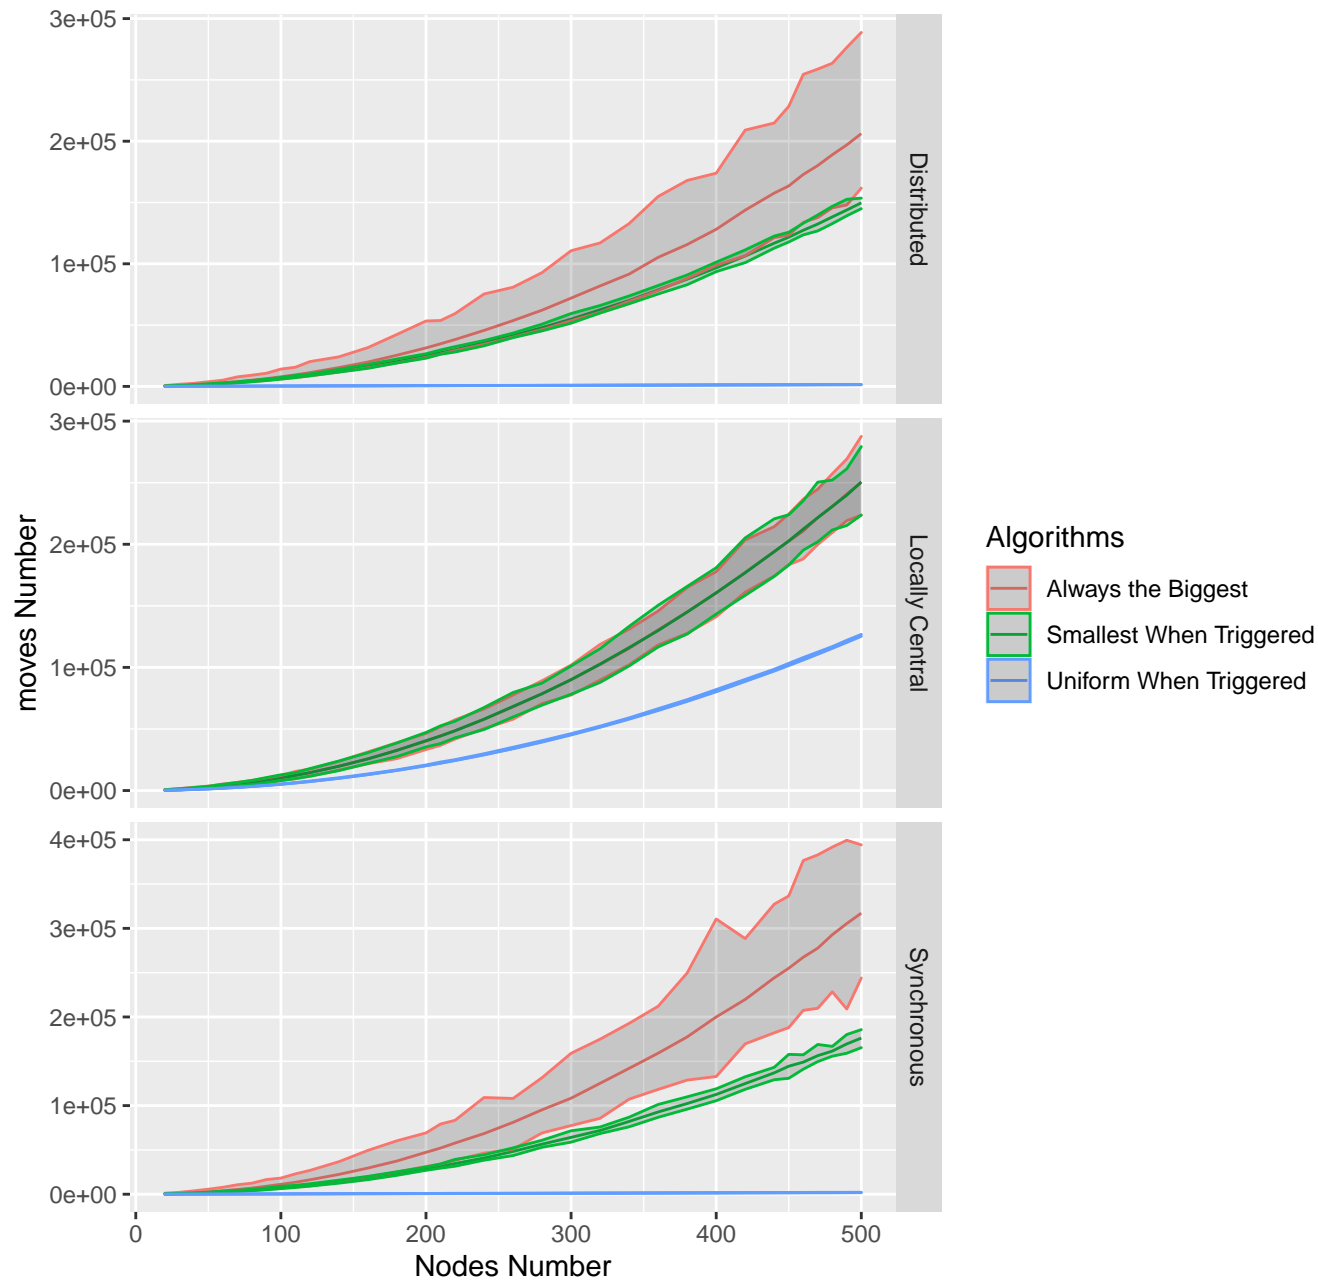 3e+05
2e+05
1e+05
0e+00
Distributed
3e+05
2e+05
1e+05
0e+00
Locally Central
4e+05
3e+05
2e+05
1e+05
0e+00
Synchronous
0 100 200 300 400 500
Nodes Number
moves Number
Algorithms
Always the Biggest
Smallest When Triggered
Uniform When Triggered